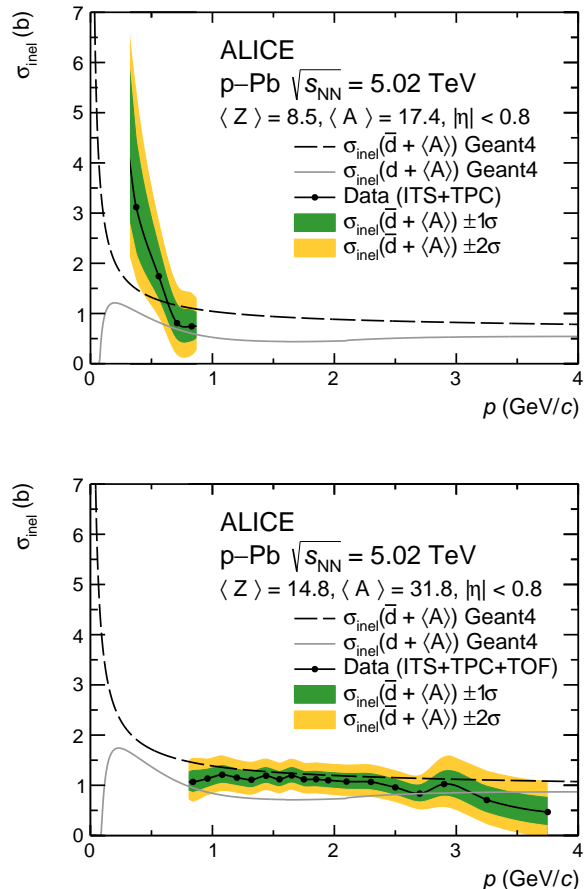 σinel (b)
7
6
5
4
3
2
1
0
ALICE
p−Pb √sNN = 5.02 TeV
⟨ Z ⟩ = 8.5, ⟨ A ⟩ = 17.4, |η| < 0.8
σinel(d̅ + ⟨A⟩) Geant4
σinel(d + ⟨A⟩) Geant4
Data (ITS+TPC)
σinel(d̅ + ⟨A⟩) ±1σ
σinel(d̅ + ⟨A⟩) ±2σ
0 1 2 3 4
p (GeV/c)
σinel (b)
7
6
5
4
3
2
1
0
ALICE
p−Pb √sNN = 5.02 TeV
⟨ Z ⟩ = 14.8, ⟨ A ⟩ = 31.8, |η| < 0.8
σinel(d̅ + ⟨A⟩) Geant4
σinel(d + ⟨A⟩) Geant4
Data (ITS+TPC+TOF)
σinel(d̅ + ⟨A⟩) ±1σ
σinel(d̅ + ⟨A⟩) ±2σ
0 1 2 3 4
p (GeV/c)